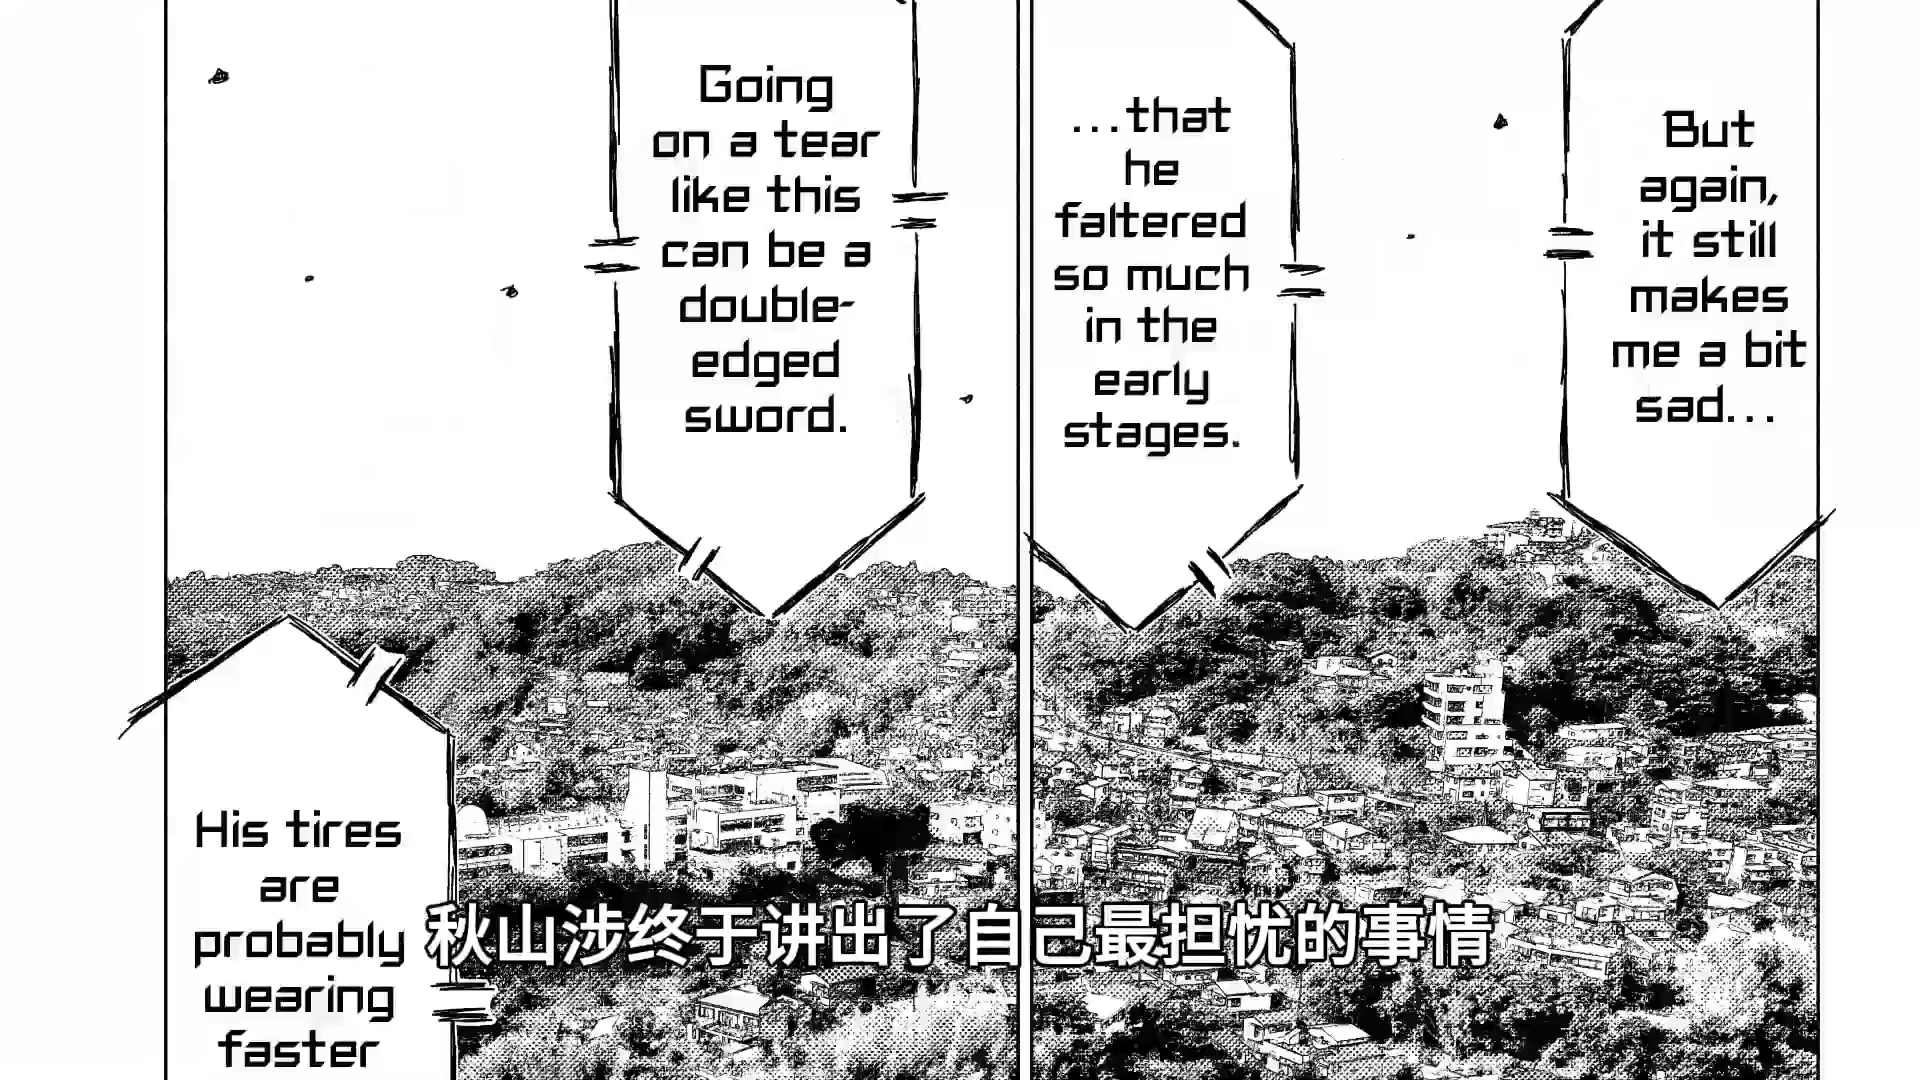 But
again,
it still
makes
me a bit
sad...
...that
he
faltered
so much
in the
early
stages.
Going
on a tear
like this
can be a
double-
edged
sword.
His tires
are
probably
wearing
faster
秋山涉终于讲出了自己最担忧的事情